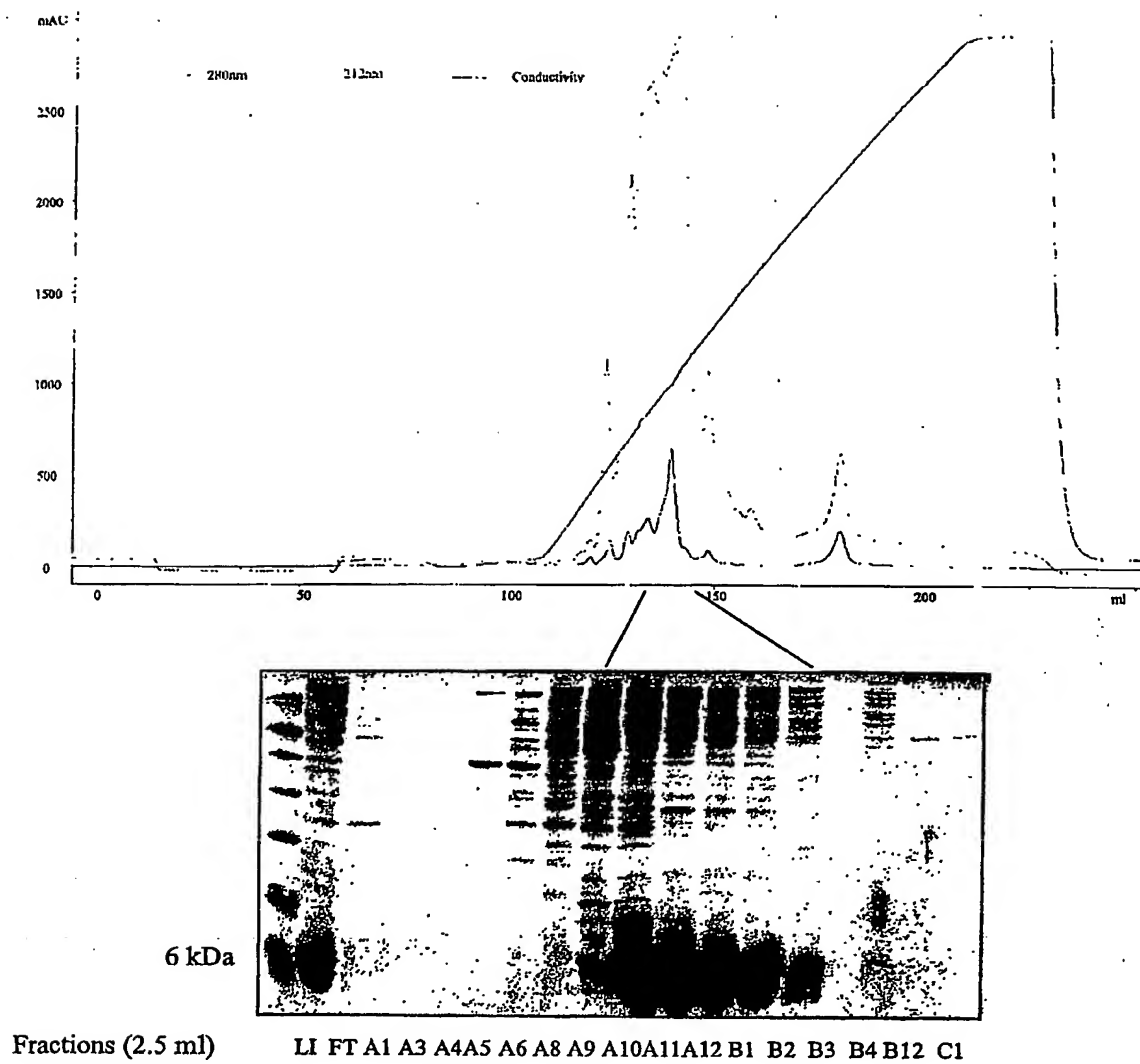 mAU
280nm 212nm Conductivity
2500
2000
1500
1000
500
0
0 50 100 150 200 ml
6 kDa
Fractions (2.5 ml) LI FT A1 A3 A4A5 A6 A8 A9 A10A11A12 B1 B2 B3 B4 B12 C1